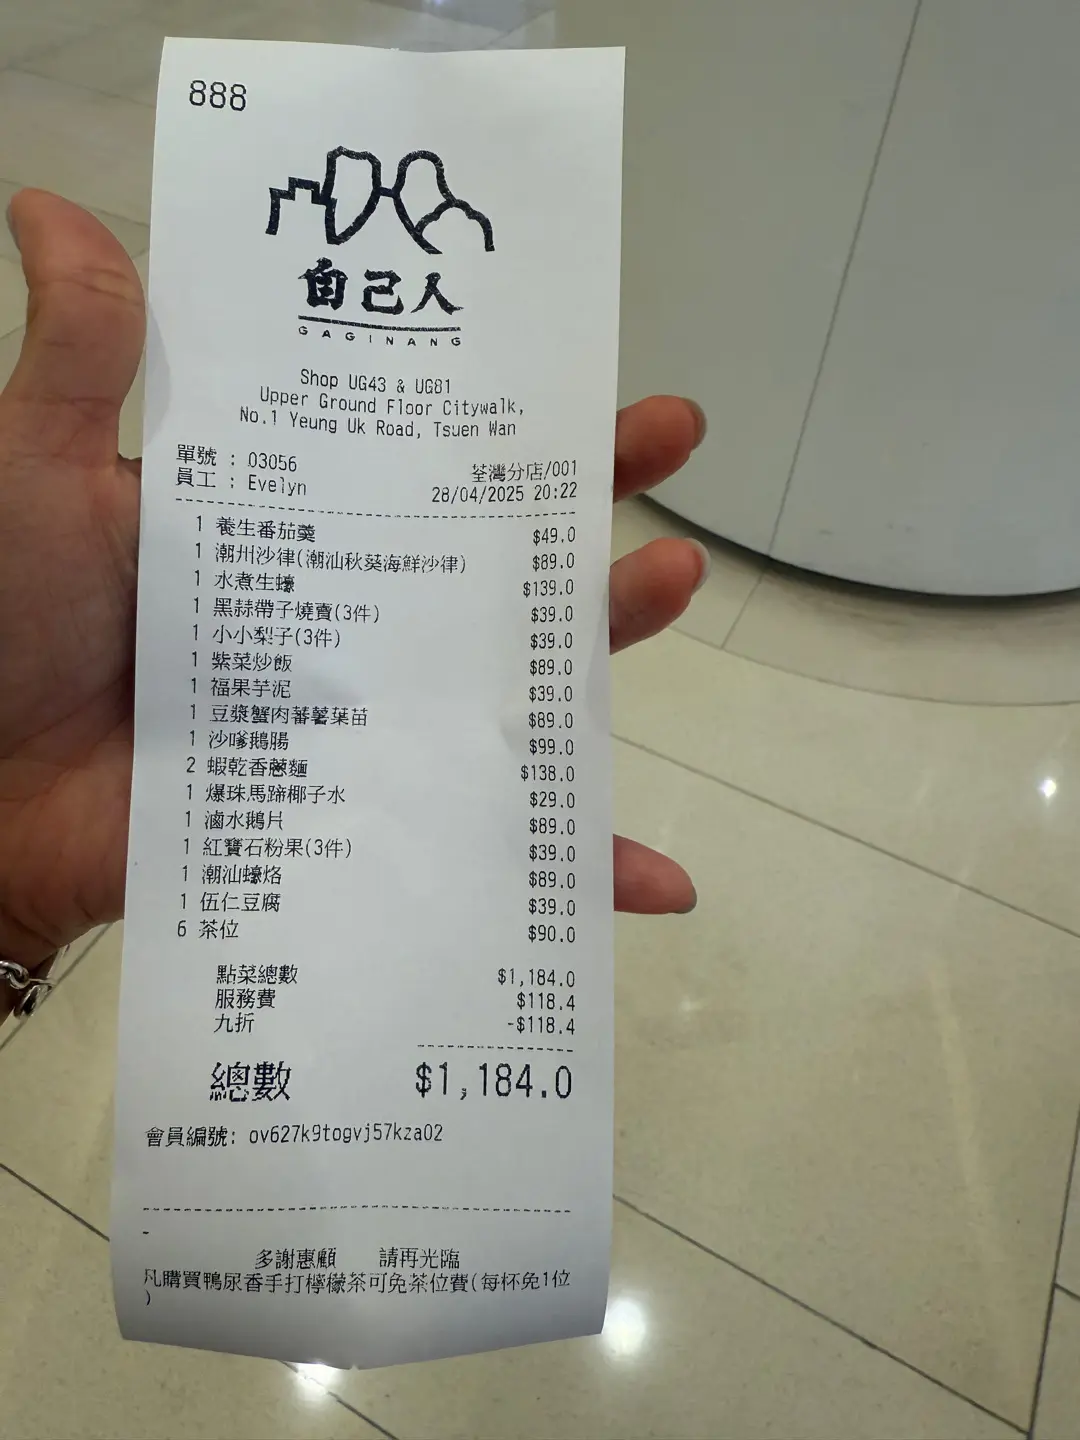 888
自己人
GAGINANG
Shop UG43 & UG81
Upper Ground Floor Citywalk,
No.1 Yeung Uk Road, Tsuen Wan
單號 : 03056
荃灣分店/001
員工 : Evelyn
28/04/2025 20:22
1 養生番茄羹 $49.0
1 潮州沙律(潮汕秋葵海鮮沙律) $89.0
1 水煮生蠔 $139.0
1 黑蒜帶子燒賣(3件) $39.0
1 小小梨子(3件) $39.0
1 紫菜炒飯 $89.0
1 福果芋泥 $39.0
1 豆漿蟹肉蕃薯葉苗 $89.0
1 沙嗲鵝腸 $99.0
2 蝦乾香蔥麵 $138.0
1 爆珠馬蹄椰子水 $29.0
1 滷水鵝片 $89.0
1 紅寶石粉果(3件) $39.0
1 潮汕蠔烙 $89.0
1 伍仁豆腐 $39.0
6 茶位 $90.0
點菜總數 $1,184.0
服務費 $118.4
九折 -$118.4
總數 $1,184.0
會員編號: ov627k9togvj57kza02
-
多謝惠顧 請再光臨
凡購買鴨尿香手打檸檬茶可免茶位費(每杯免1位
)